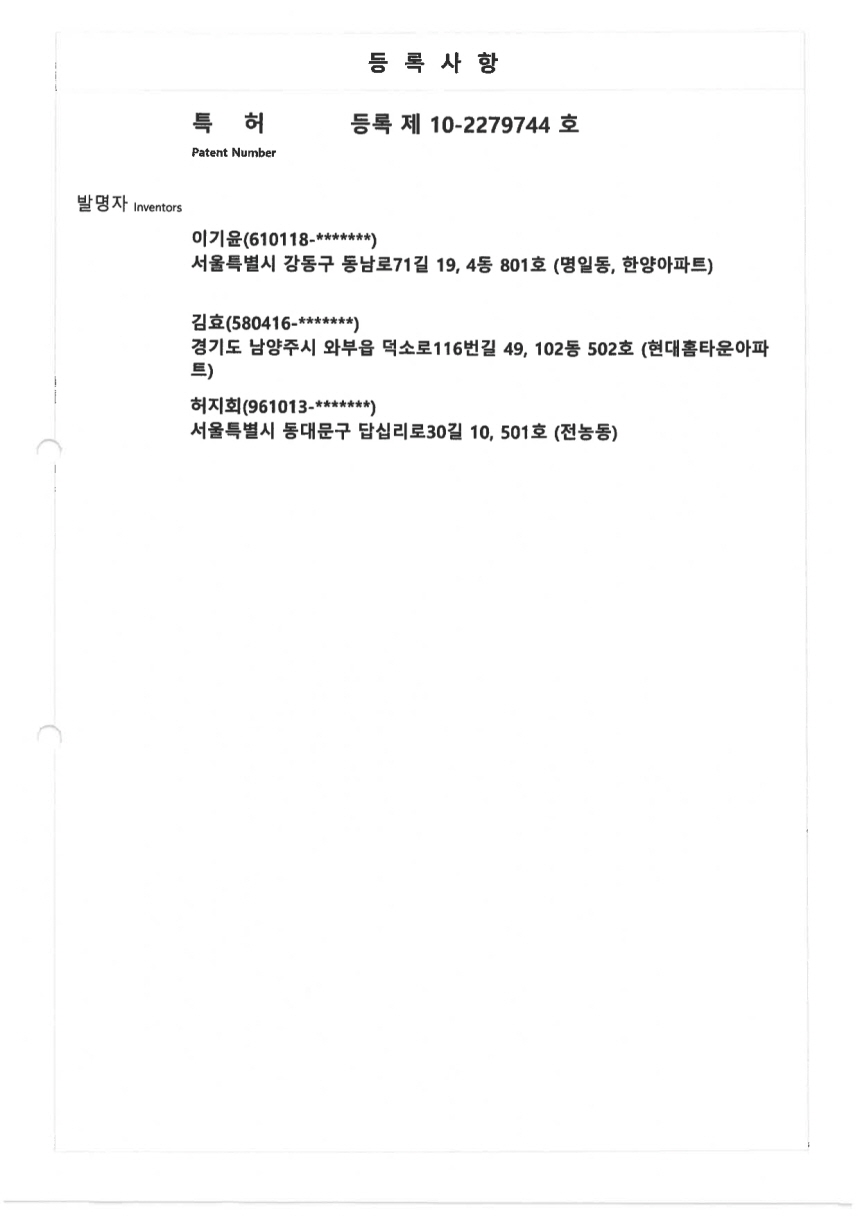 등 록 사 항
특 허 등록 제 10-2279744 호
Patent Number
발명자 Inventors
이기윤(610118-*******)
서울특별시 강동구 동남로71길 19, 4동 801호 (명일동, 한양아파트)
김효(580416-*******)
경기도 남양주시 와부읍 덕소로116번길 49, 102동 502호 (현대홈타운아파
트)
허지회(961013-*******)
서울특별시 동대문구 답십리로30길 10, 501호 (전농동)